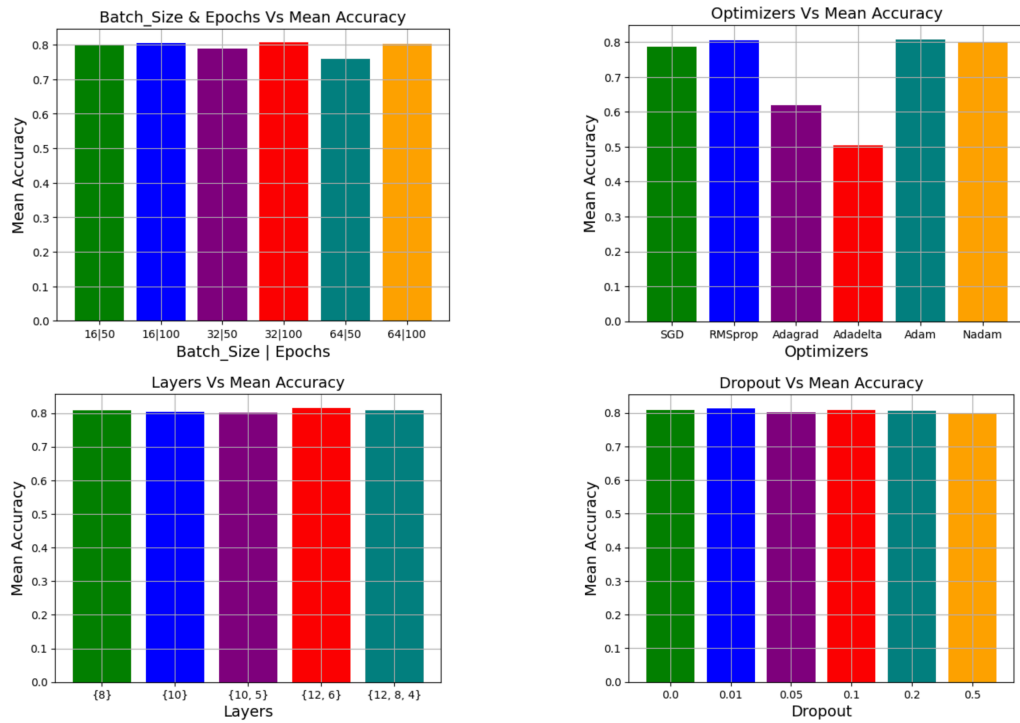 Batch_Size & Epochs Vs Mean Accuracy
Mean Accuracy
0.8
0.7
0.6
0.5
0.4
0.3
0.2
0.1
0.0
16|50 16|100 32|50 32|100 64|50 64|100
Batch_Size | Epochs
Optimizers Vs Mean Accuracy
Mean Accuracy
0.8
0.7
0.6
0.5
0.4
0.3
0.2
0.1
0.0
SGD RMSprop Adagrad Adadelta Adam Nadam
Optimizers
Layers Vs Mean Accuracy
Mean Accuracy
0.8
0.7
0.6
0.5
0.4
0.3
0.2
0.1
0.0
{8} {10} {10, 5} {12, 6} {12, 8, 4}
Layers
Dropout Vs Mean Accuracy
Mean Accuracy
0.8
0.7
0.6
0.5
0.4
0.3
0.2
0.1
0.0
0.0 0.01 0.05 0.1 0.2 0.5
Dropout